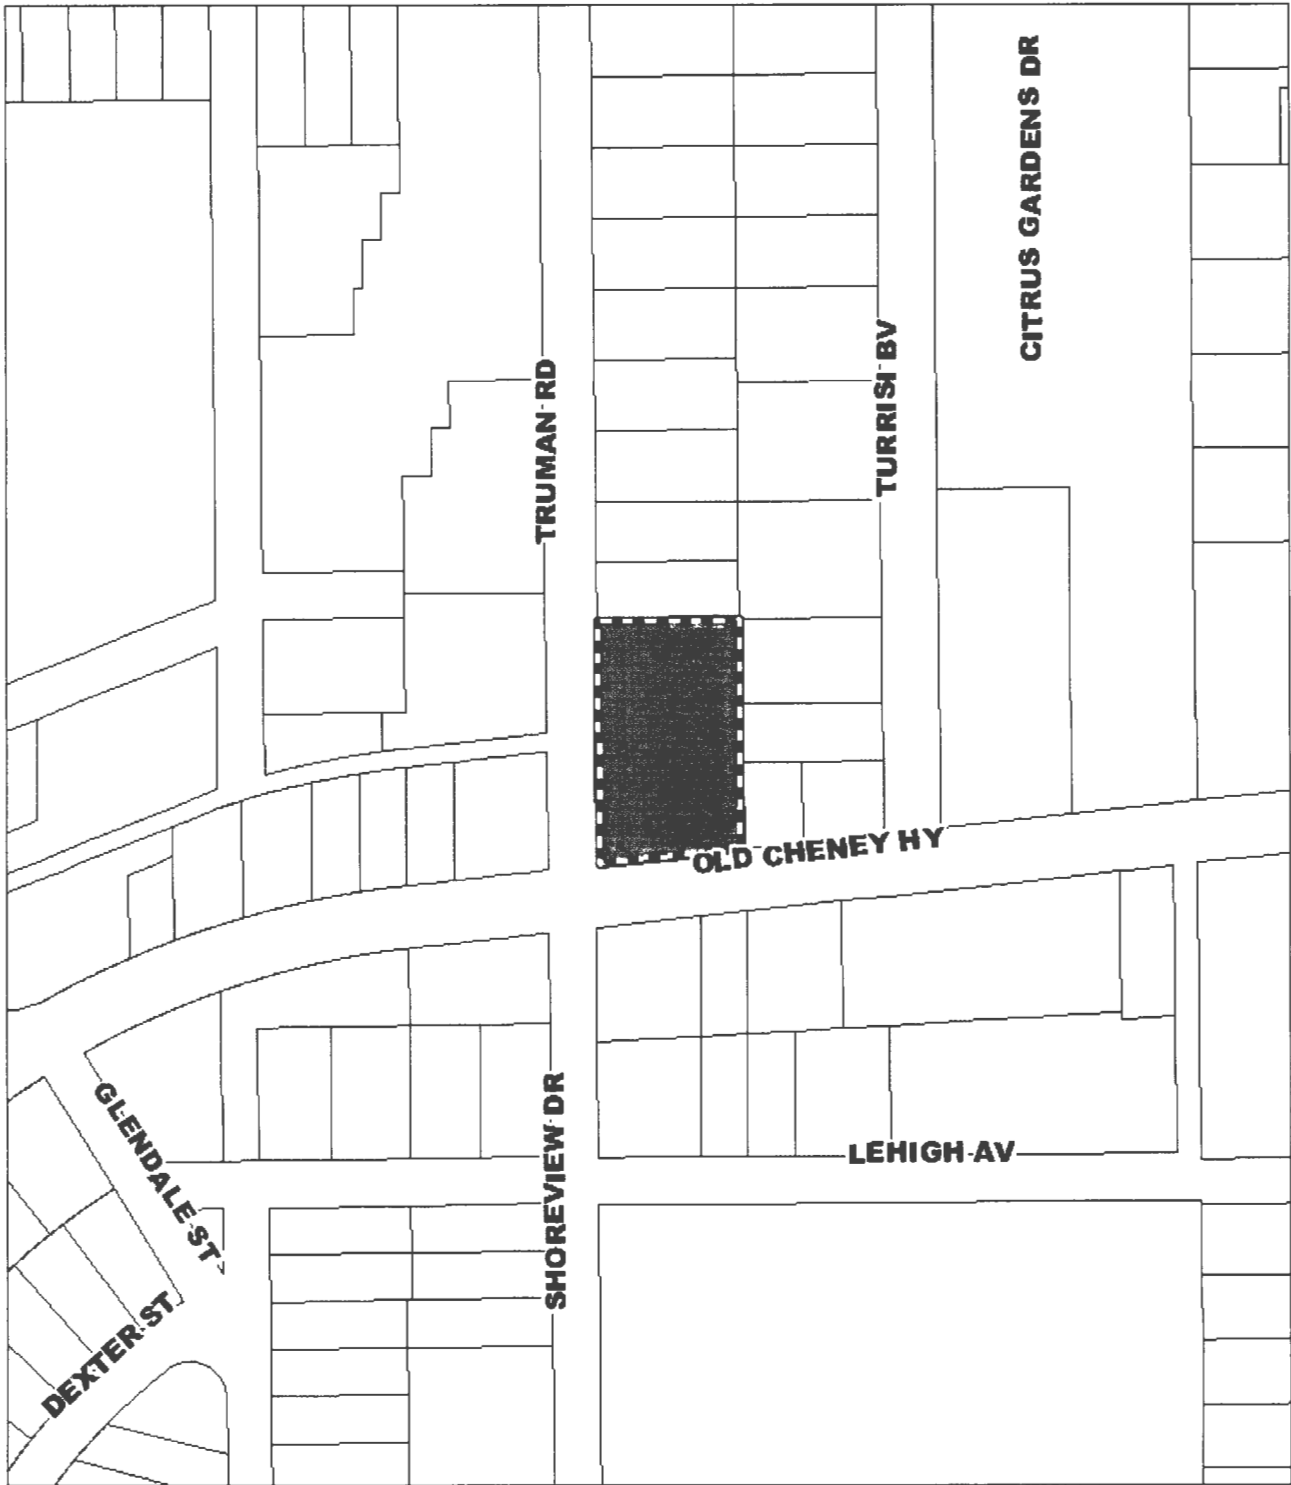 CITRUS GARDENS DR
TURRISI BV
TRUMAN RD
OLD CHENEY HY
GLENDALE ST
SHOREVIEW DR
LEHIGH AV
DEXTER ST